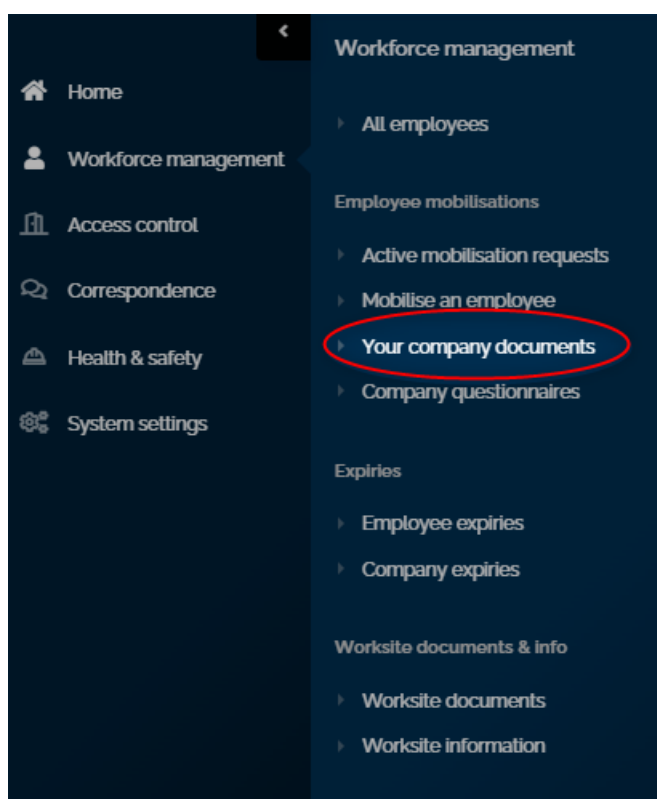 Home
Workforce management
Access control
Correspondence
Health & safety
System settings
Workforce management
All employees
Employee mobilisations
Active mobilisation requests
Mobilise an employee
Your company documents
Company questionnaires
Expiries
Employee expiries
Company expiries
Worksite documents & info
Worksite documents
Worksite information